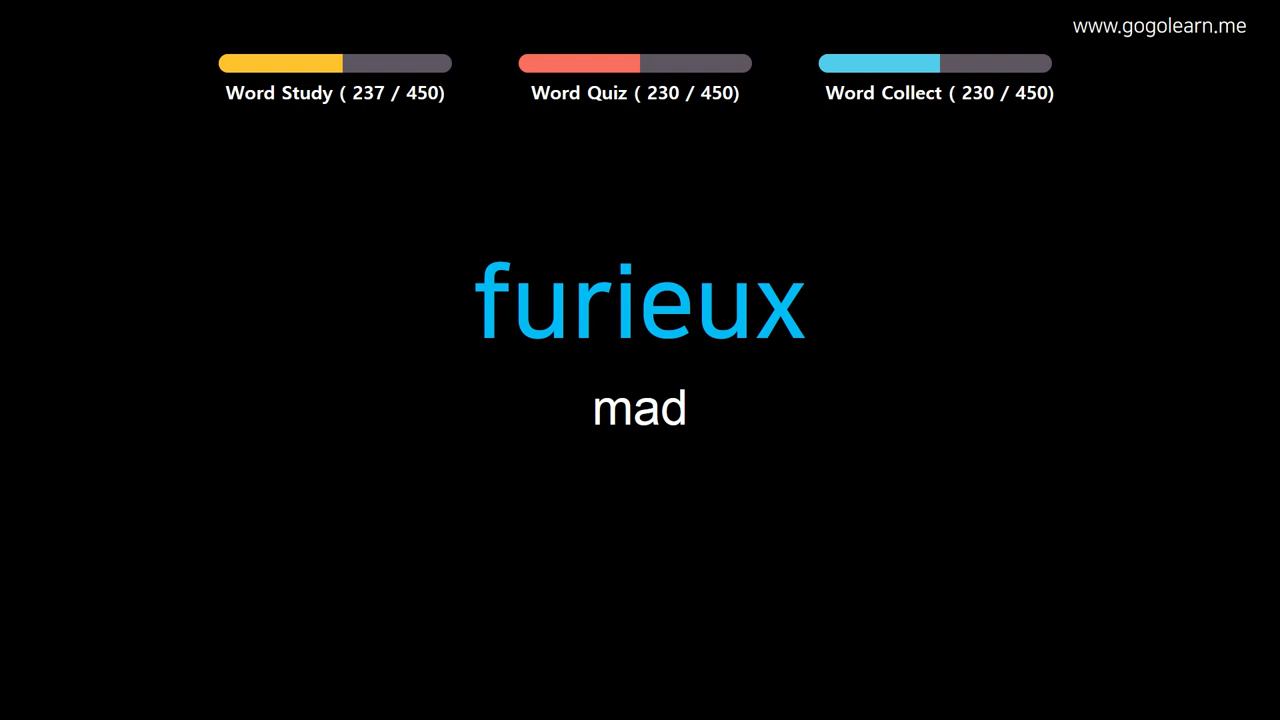 www.gogolearn.me
Word Study ( 237 / 450)
Word Quiz ( 230 / 450)
Word Collect ( 230 / 450)
furieux
mad